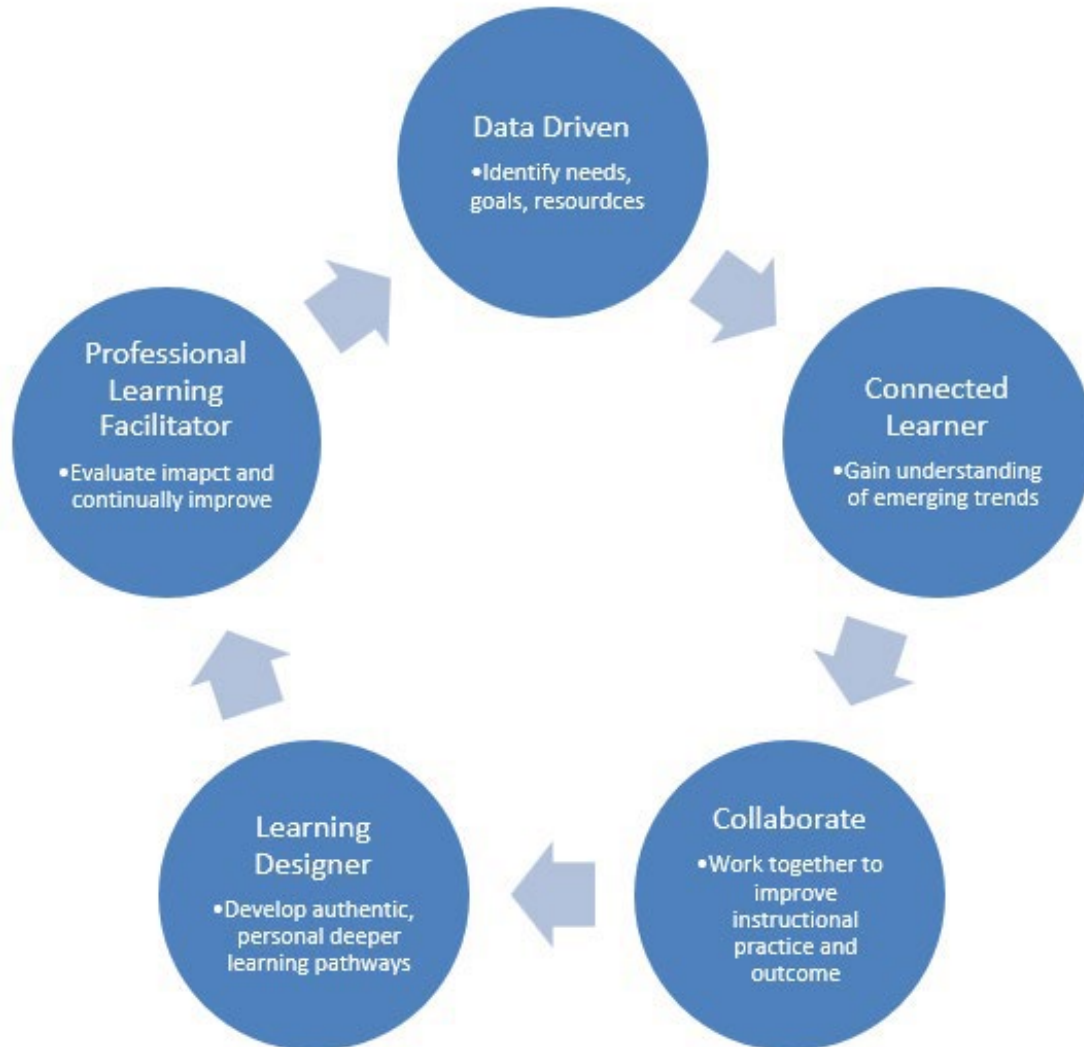 Data Driven
•Identify needs,
goals, resourdces
Connected
Learner
•Gain understanding
of emerging trends
Collaborate
•Work together to
improve
instructional
practice and
outcome
Learning
Designer
•Develop authentic,
personal deeper
learning pathways
Professional
Learning
Facilitator
•Evaluate imapct and
continually improve